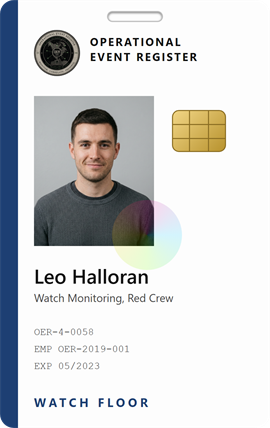 OPERATIONAL
EVENT REGISTER
Leo Halloran
Watch Monitoring, Red Crew
OER-4-0058
EMP OER-2019-001
EXP 05/2023
WATCH FLOOR